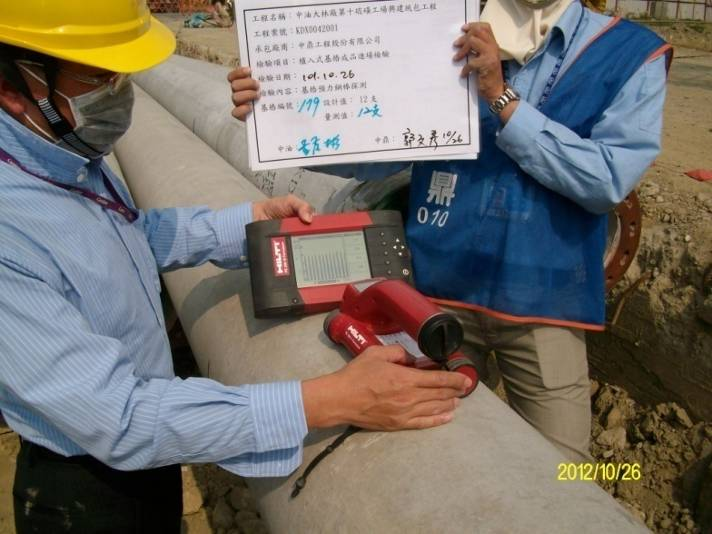 工程名稱：中油大林廠第十硫磺工場興建統包工程
工程案號：KDX0042001
承包廠商：中鼎工程股份有限公司
檢驗項目：植入式基樁成品進場檢驗
檢驗日期：101.10.26
檢驗內容：基樁預力鋼棒探測
基樁編號：199 設計值：12支
量測值：12支
中油： 中鼎： 10/26
HILTI
HILTI
鼎
010
2012/10/26